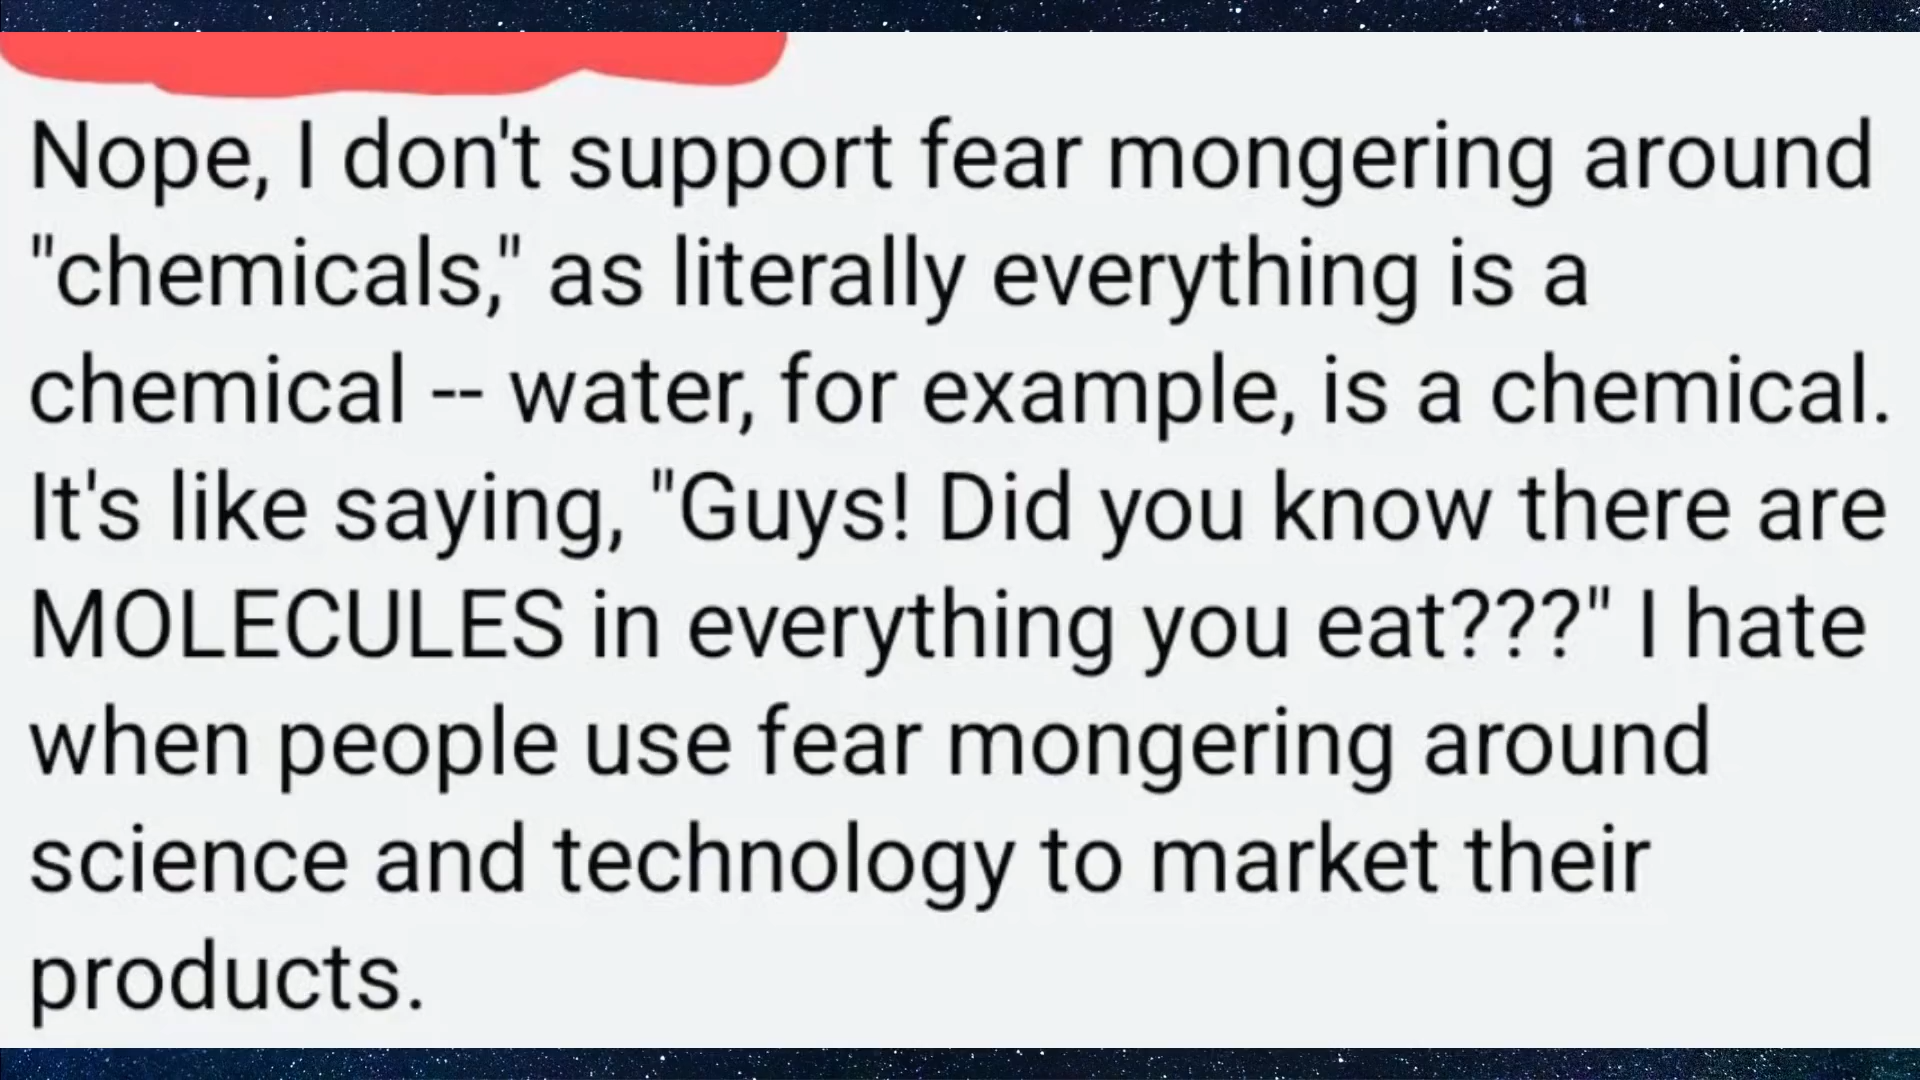 Nope, I don't support fear mongering around
"chemicals," as literally everything is a
chemical -- water, for example, is a chemical.
It's like saying, "Guys! Did you know there are
MOLECULES in everything you eat???" I hate
when people use fear mongering around
science and technology to market their
products.